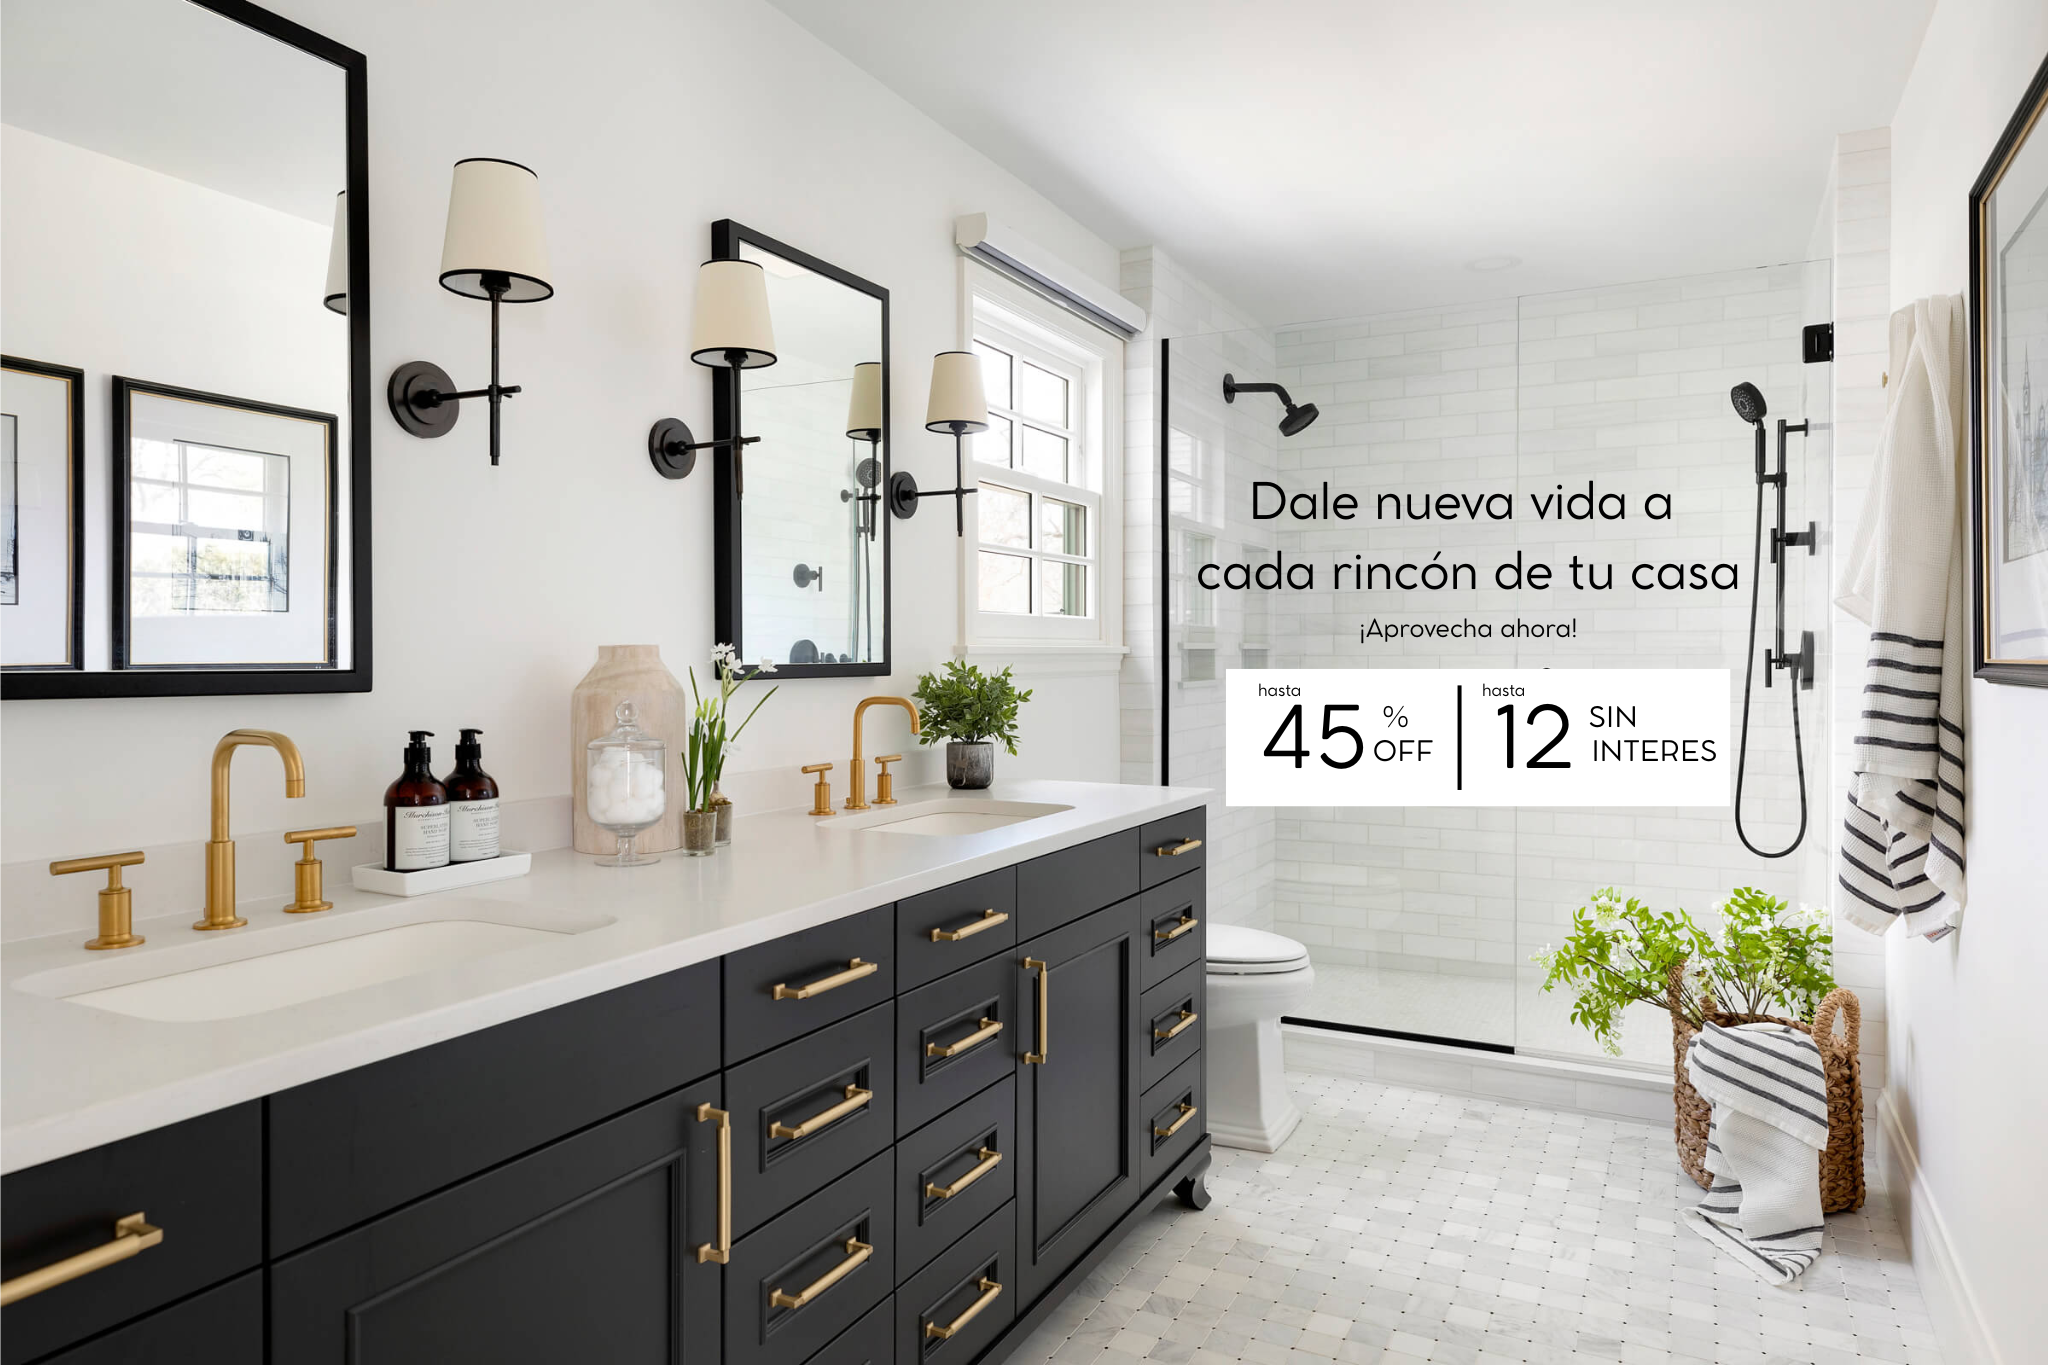 Dale nueva vida a
cada rincón de tu casa
¡Aprovecha ahora!
hasta
45 % OFF
hasta
12 SIN INTERES